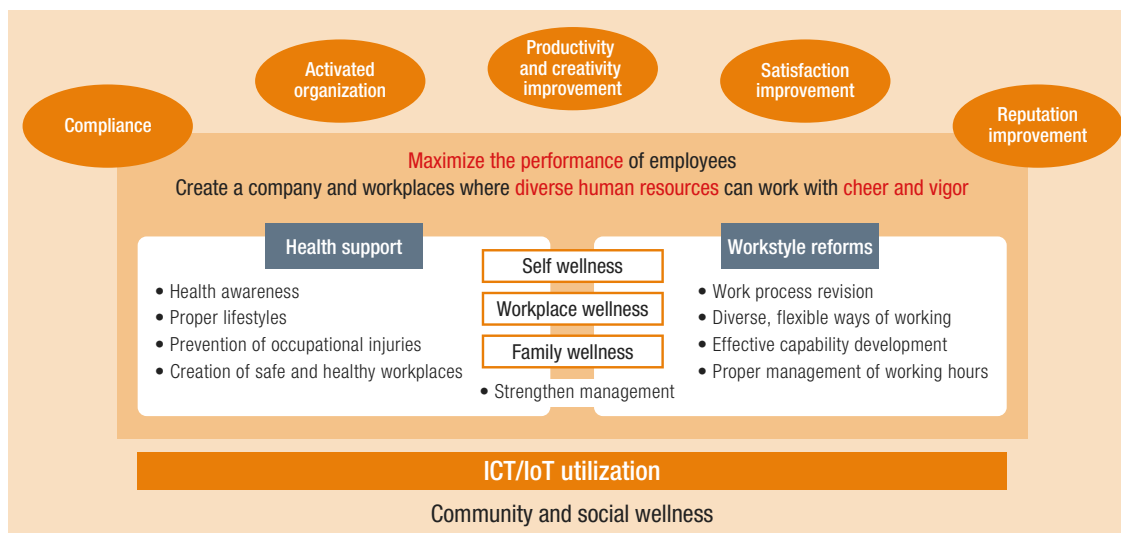 Compliance
Activated
organization
Productivity
and creativity
improvement
Satisfaction
improvement
Reputation
improvement
Maximize the performance of employees
Create a company and workplaces where diverse human resources can work with cheer and vigor
Health support
• Health awareness
• Proper lifestyles
• Prevention of occupational injuries
• Creation of safe and healthy workplaces
Self wellness
Workplace wellness
Family wellness
• Strengthen management
Workstyle reforms
• Work process revision
• Diverse, flexible ways of working
• Effective capability development
• Proper management of working hours
ICT/IoT utilization
Community and social wellness